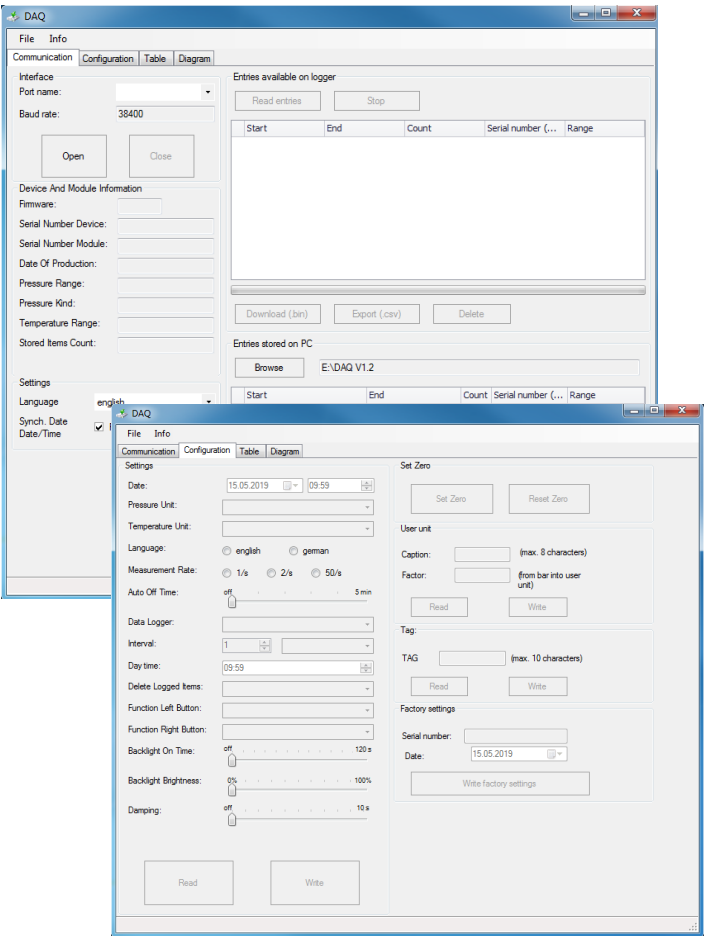 DAQ
File Info
Communication Configuration Table Diagram
Interface
Port name:
Baud rate: 38400
Open Close
Device And Module Information
Firmware:
Serial Number Device:
Serial Number Module:
Date Of Production:
Pressure Range:
Pressure Kind:
Temperature Range:
Stored Items Count:
Settings
Language english
Synch. Date
Date/Time
Entries available on logger
Read entries Stop
Start End Count Serial number (... Range
Download (.bin) Export (.csv) Delete
Entries stored on PC
Browse E:\DAQ V1.2
Start End Count Serial number (... Range
DAQ
File Info
Communication Configuration Table Diagram
Settings
Date: 15.05.2019 09:59
Pressure Unit:
Temperature Unit:
Language: english german
Measurement Rate: 1/s 2/s 50/s
Auto Off Time: off 5 min
Data Logger:
Interval: 1
Day time: 09:59
Delete Logged Items:
Function Left Button:
Function Right Button:
Backlight On Time: off 120 s
Backlight Brightness: 0% 100%
Damping: off 10 s
Read Write
Set Zero
Set Zero Reset Zero
User unit
Caption: (max. 8 characters)
Factor: (from bar into user
unit)
Read Write
Tag:
TAG (max. 10 characters)
Read Write
Factory settings
Serial number:
Date: 15.05.2019
Write factory settings